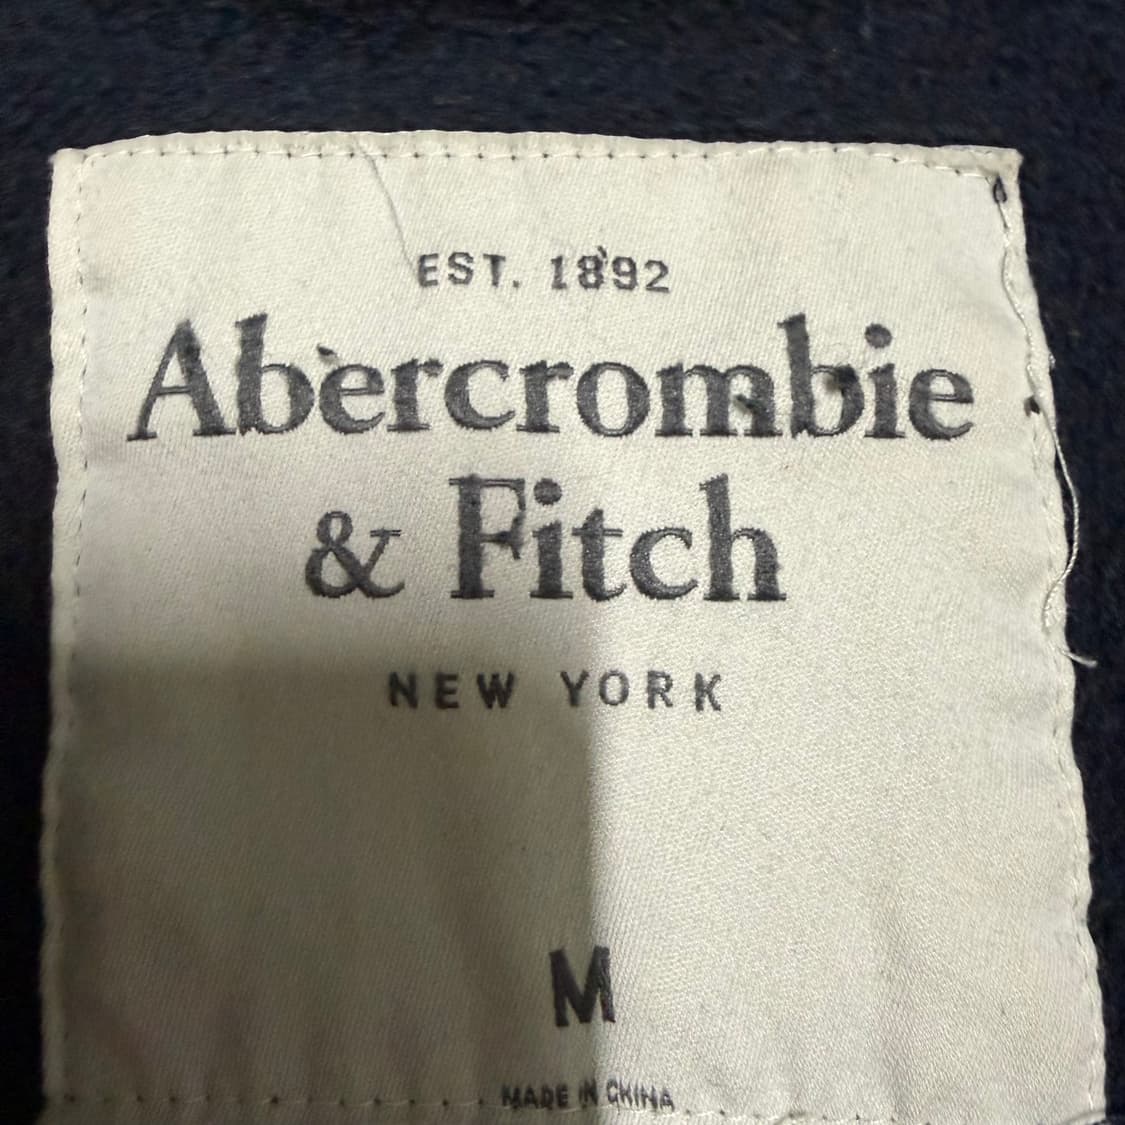 EST. 1892
Abercrombie
& Fitch
NEW YORK
M
MADE IN CHINA